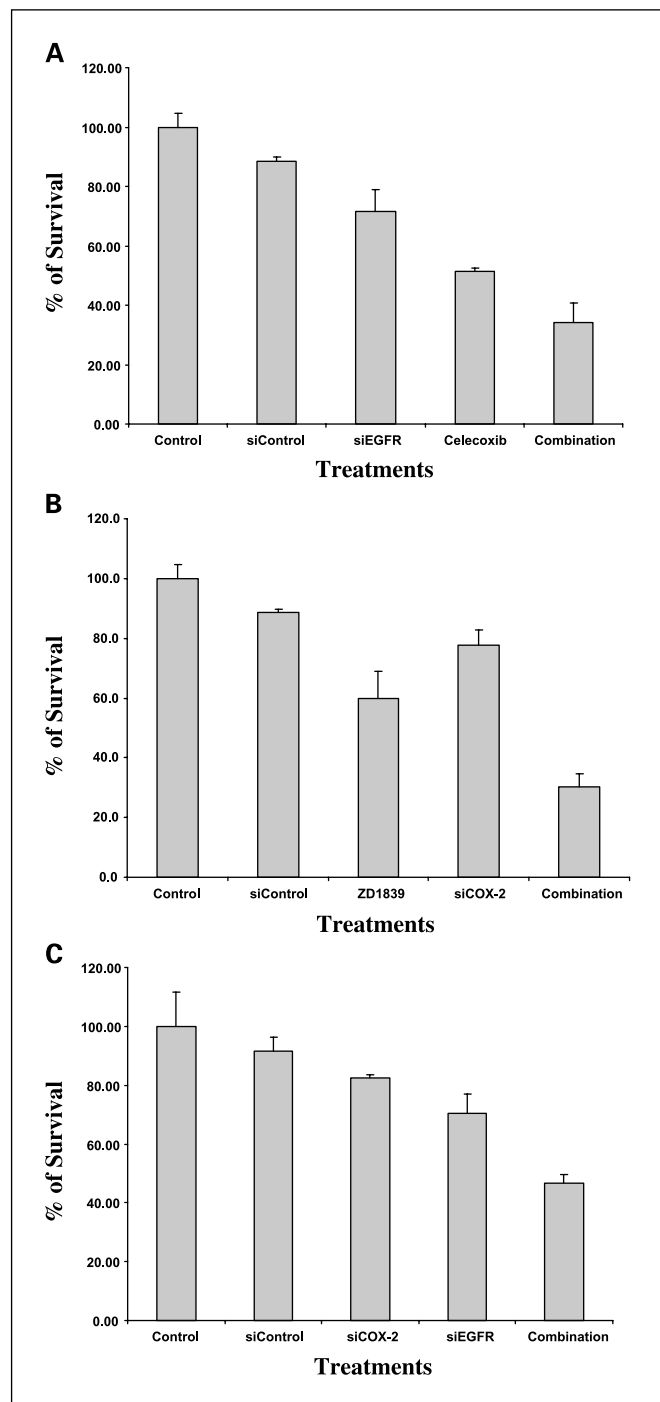 A
120.00
100.00
80.00
60.00
40.00
20.00
0.00
% of Survival
Control siControl siEGFR Celecoxib Combination
Treatments
B
120.0
100.0
80.0
60.0
40.0
20.0
0.0
% of Survival
Control siControl ZD1839 siCOX-2 Combination
Treatments
C
120.00
100.00
80.00
60.00
40.00
20.00
0.00
% of Survival
Control siControl siCOX-2 siEGFR Combination
Treatments